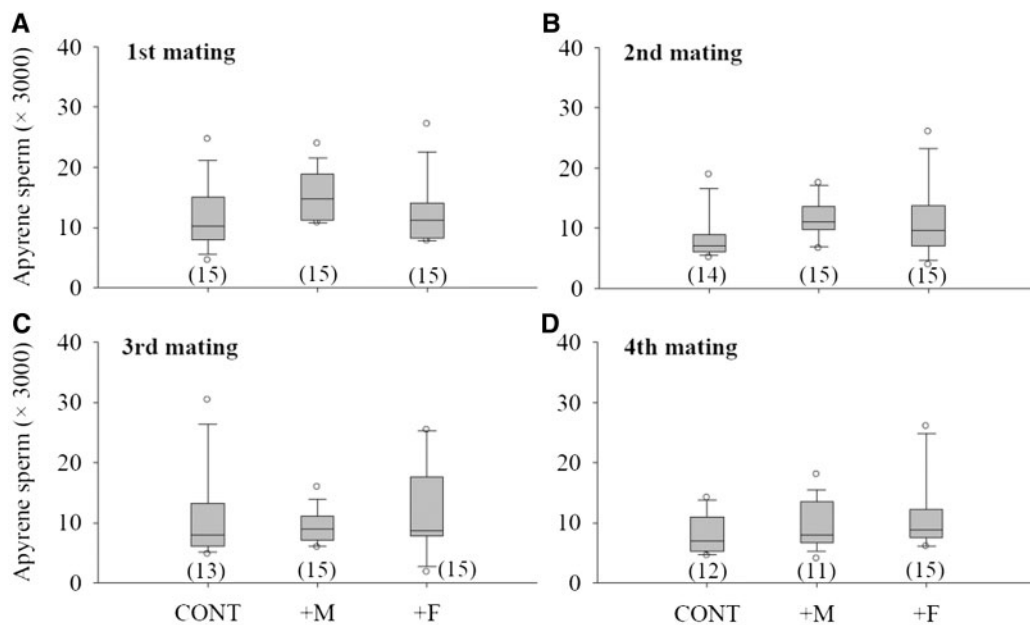 A
1st mating
Apyrene sperm (× 3000)
40
30
20
10
0
(15)
(15)
(15)
B
2nd mating
40
30
20
10
0
(14)
(15)
(15)
C
3rd mating
Apyrene sperm (× 3000)
40
30
20
10
0
(13)
(15)
(15)
CONT
+M
+F
D
4th mating
40
30
20
10
0
(12)
(11)
(15)
CONT
+M
+F